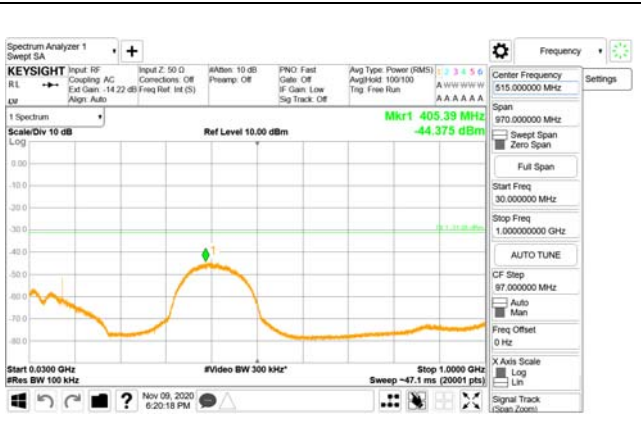 Spectrum Analyzer 1
Swept SA
Frequency
KEYSIGHT
Input: RF
Coupling: AC
Ext Gain: -14.22 dB
Align: Auto
Input Z: 50 Ω
Corrections: Off
Freq Ref: Int (S)
#Atten: 10 dB
Preamp: Off
PNO: Fast
Gate: Off
IF Gain: Low
Sig Track: Off
Avg Type: Power (RMS)
Avg|Hold: 100/100
Trig: Free Run
1 2 3 4 5 6
A W W W W W
A A A A A A
RL
1 Spectrum
Scale/Div 10 dB
Log
Ref Level 10.00 dBm
Mkr1 405.39 MHz
-44.375 dBm
0.00
-10.0
-20.0
-30.0
-40.0
-50.0
-60.0
-70.0
-80.0
1
Start 0.0300 GHz
#Res BW 100 kHz
#Video BW 300 kHz*
Stop 1.0000 GHz
Sweep ~47.1 ms (20001 pts)
Nov 09, 2020
6:20:18 PM
Center Frequency
515.000000 MHz
Settings
Span
970.000000 MHz
Swept Span
Zero Span
Full Span
Start Freq
30.000000 MHz
Stop Freq
1.000000000 GHz
AUTO TUNE
CF Step
97.000000 MHz
Auto
Man
Freq Offset
0 Hz
X Axis Scale
Log
Lin
Signal Track
(Span Zoom)